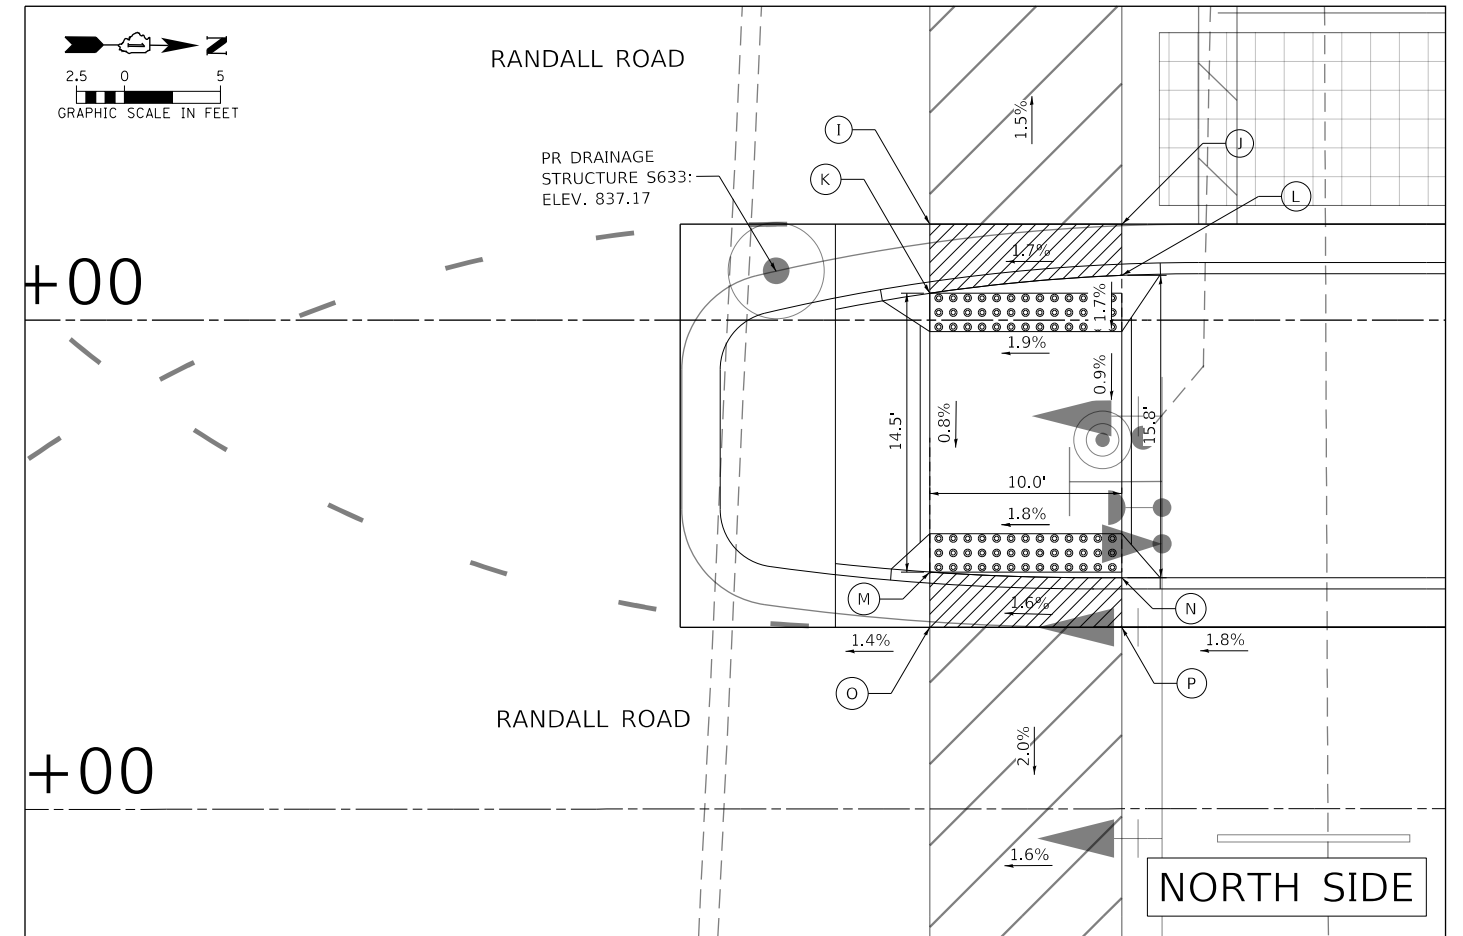 N
2.5 0 5
GRAPHIC SCALE IN FEET
RANDALL ROAD
1.5%
I
J
PR DRAINAGE
STRUCTURE S633:
ELEV. 837.17
K
L
1.7%
+00
1.7%
1.9%
0.9%
14.5'
0.8%
15.8'
10.0'
1.8%
M
1.6%
N
1.4%
1.8%
O
P
RANDALL ROAD
2.0%
+00
1.6%
NORTH SIDE